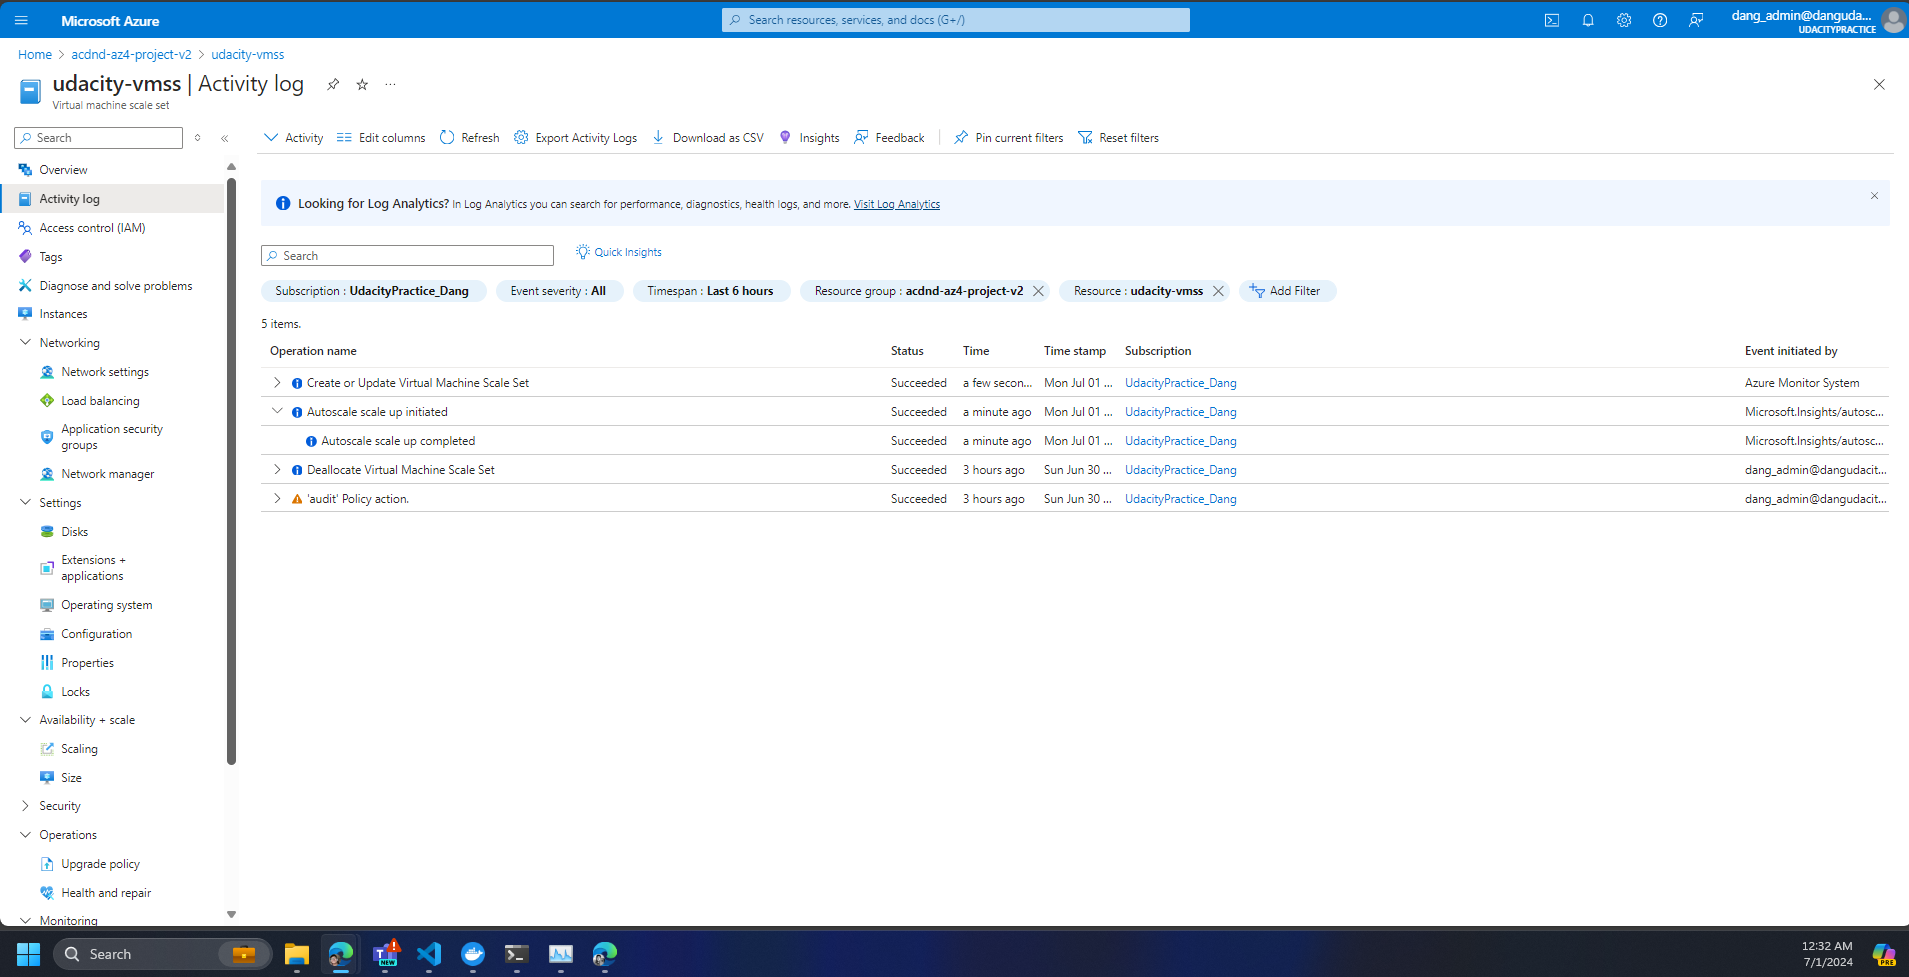 Microsoft Azure
Search resources, services, and docs (G+/)
dang_admin@danguda...
UDACITYPRACTICE
Home > acdnd-az4-project-v2 > udacity-vmss
udacity-vmss | Activity log
Virtual machine scale set
Search
Activity
Edit columns
Refresh
Export Activity Logs
Download as CSV
Insights
Feedback
Pin current filters
Reset filters
Overview
Activity log
Access control (IAM)
Tags
Diagnose and solve problems
Instances
Networking
Network settings
Load balancing
Application security
groups
Network manager
Settings
Disks
Extensions +
applications
Operating system
Configuration
Properties
Locks
Availability + scale
Scaling
Size
Security
Operations
Upgrade policy
Health and repair
Monitoring
Looking for Log Analytics? In Log Analytics you can search for performance, diagnostics, health logs, and more. Visit Log Analytics
Search
Quick Insights
Subscription : UdacityPractice_Dang
Event severity : All
Timespan : Last 6 hours
Resource group : acdnd-az4-project-v2
Resource : udacity-vmss
Add Filter
5 items.
Operation name Status Time Time stamp Subscription Event initiated by
Create or Update Virtual Machine Scale Set Succeeded a few secon... Mon Jul 01 ... UdacityPractice_Dang Azure Monitor System
Autoscale scale up initiated Succeeded a minute ago Mon Jul 01 ... UdacityPractice_Dang Microsoft.Insights/autosc...
Autoscale scale up completed Succeeded a minute ago Mon Jul 01 ... UdacityPractice_Dang Microsoft.Insights/autosc...
Deallocate Virtual Machine Scale Set Succeeded 3 hours ago Sun Jun 30 ... UdacityPractice_Dang dang_admin@dangudacit...
'audit' Policy action. Succeeded 3 hours ago Sun Jun 30 ... UdacityPractice_Dang dang_admin@dangudacit...
Search
NEW
12:32 AM
7/1/2024
PRE